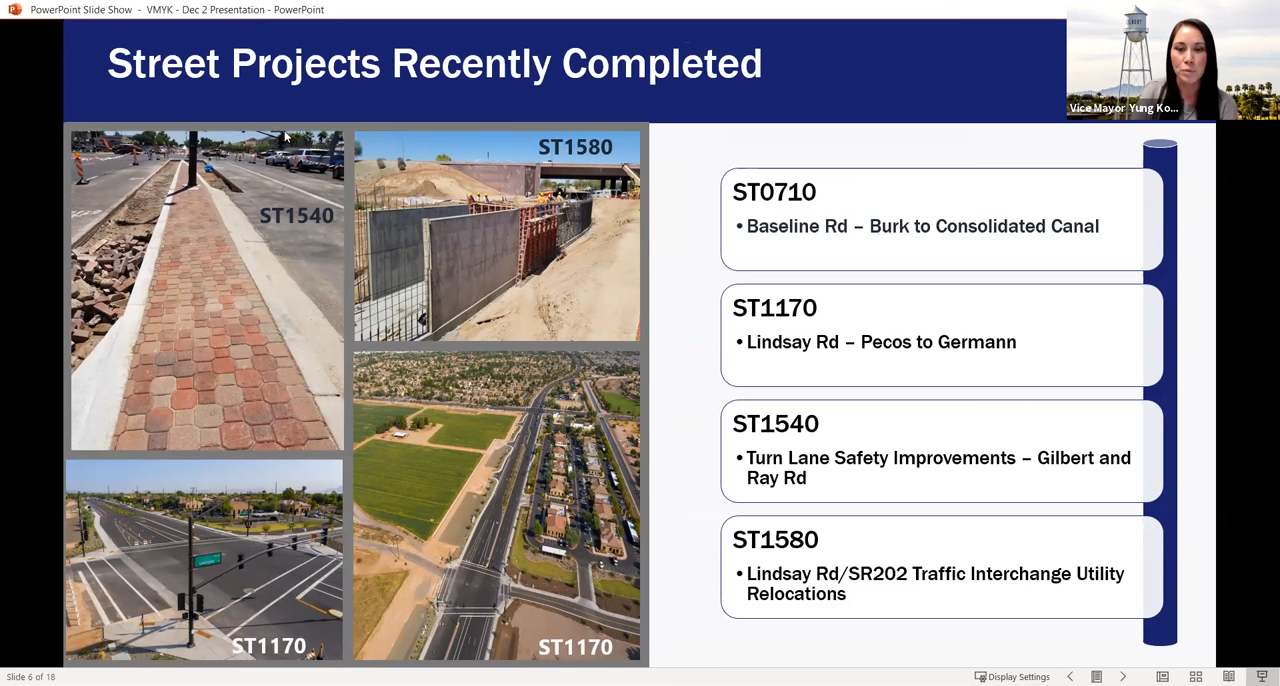 PowerPoint Slide Show - VMYK - Dec 2 Presentation - PowerPoint
Street Projects Recently Completed
Vice Mayor Yung Ko...
ST1540
ST1580
ST1170
ST1170
ST0710
• Baseline Rd – Burk to Consolidated Canal
ST1170
• Lindsay Rd – Pecos to Germann
ST1540
• Turn Lane Safety Improvements – Gilbert and
Ray Rd
ST1580
• Lindsay Rd/SR202 Traffic Interchange Utility
Relocations
Slide 6 of 18
Display Settings